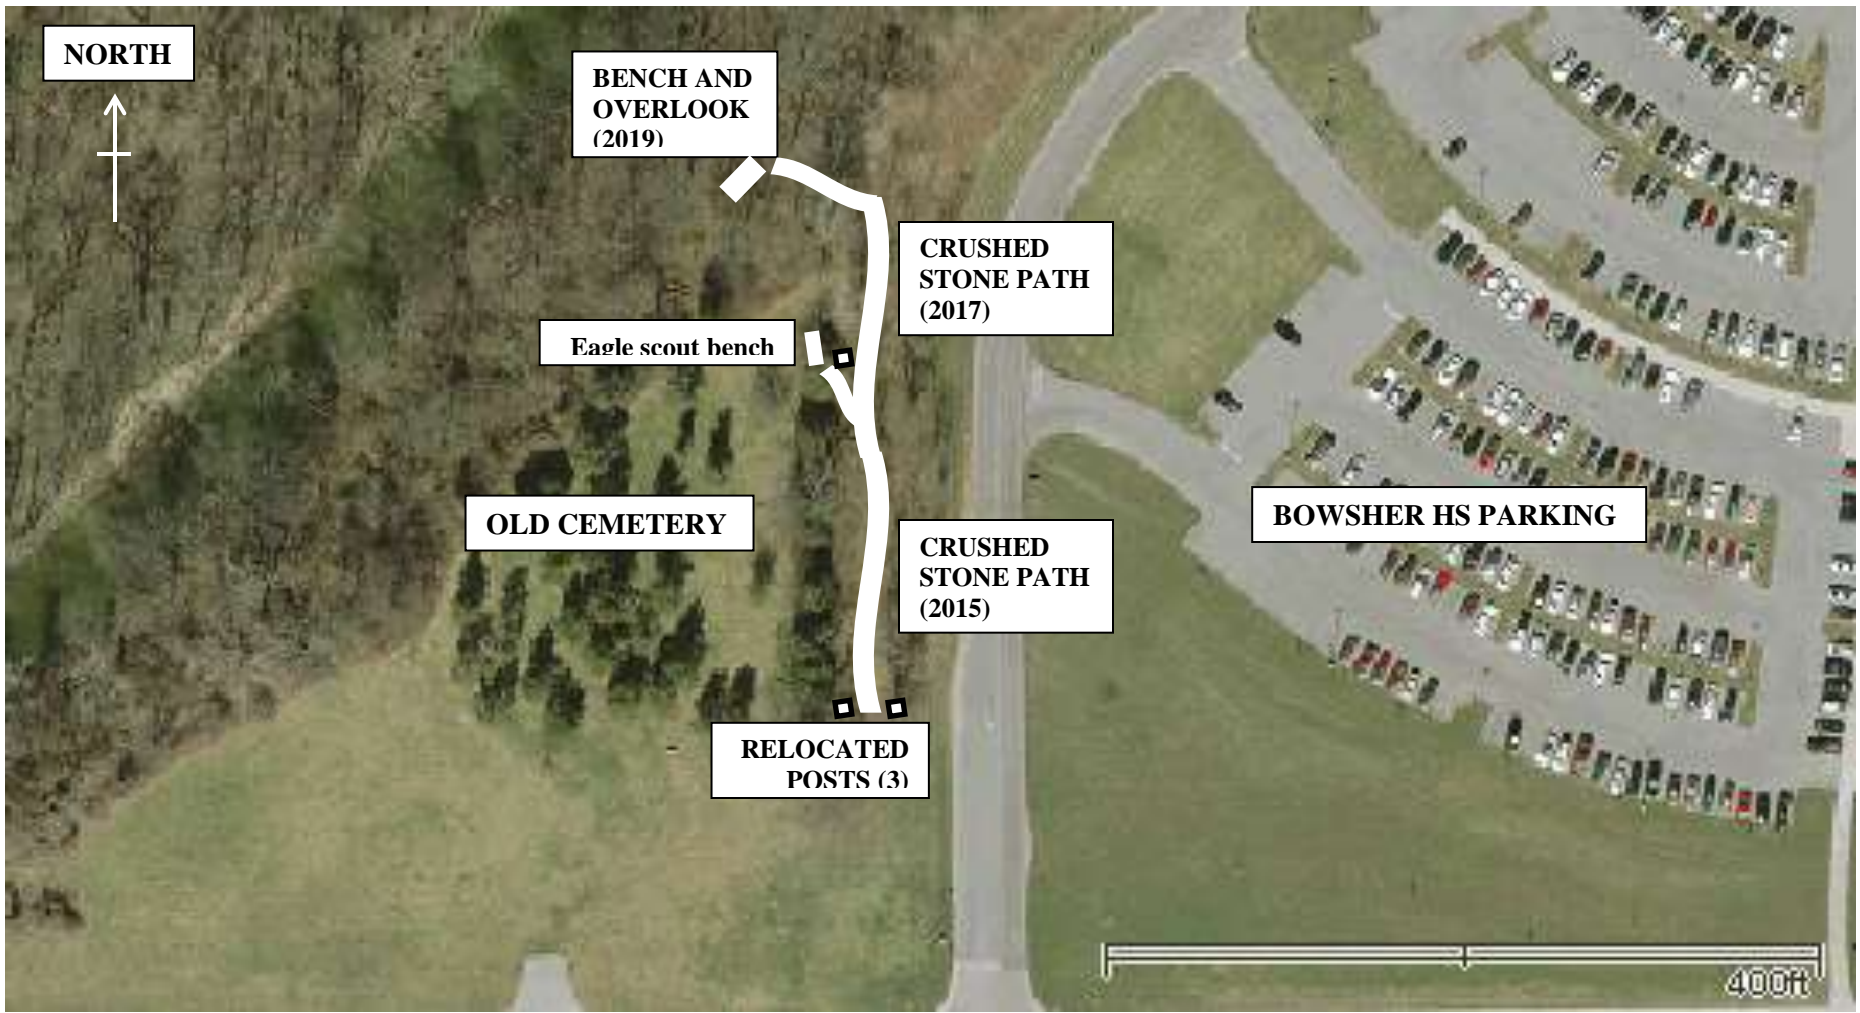 NORTH
BENCH AND
OVERLOOK
(2019)
CRUSHED
STONE PATH
(2017)
Eagle scout bench
OLD CEMETERY
BOWSHER HS PARKING
CRUSHED
STONE PATH
(2015)
RELOCATED
POSTS (3)
400ft